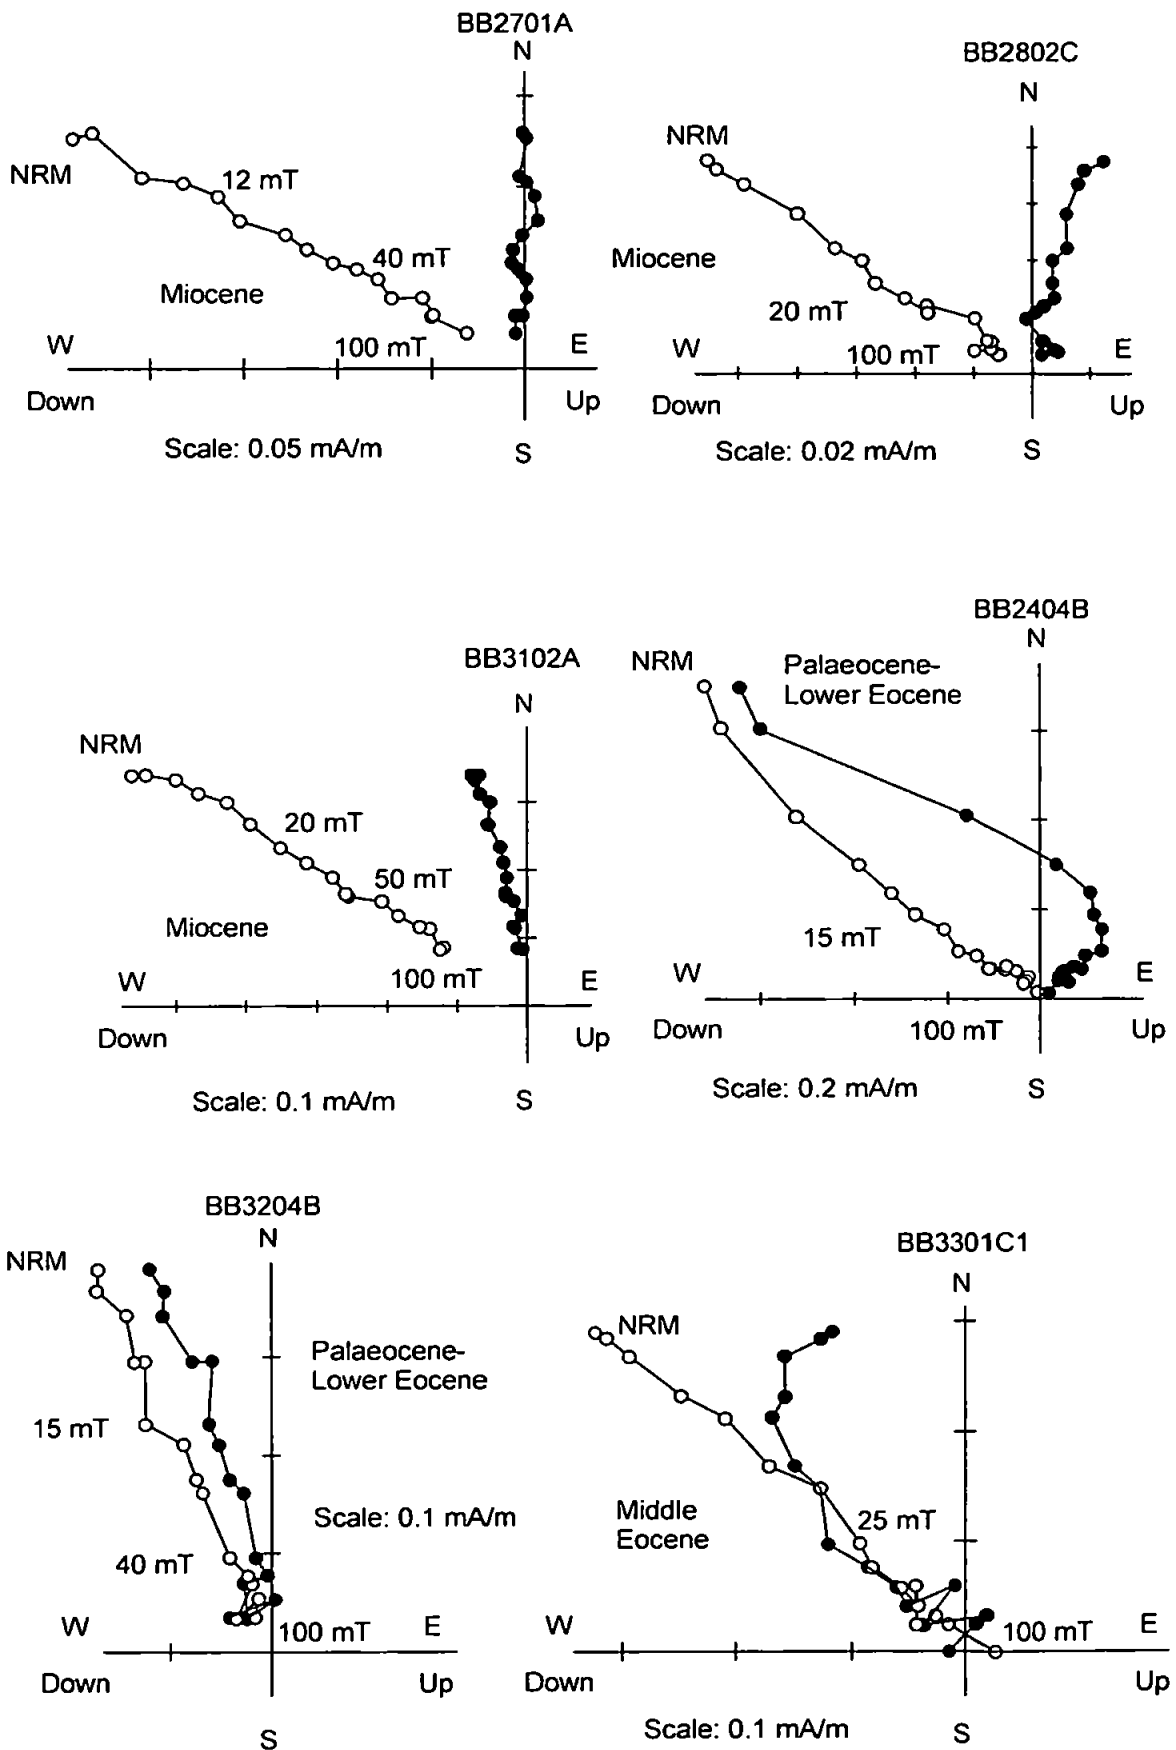 BB2701A
N
NRM
12 mT
40 mT
Miocene
100 mT
W
E
Down
Up
Scale: 0.05 mA/m
S
BB2802C
N
NRM
Miocene
20 mT
100 mT
W
E
Down
Up
Scale: 0.02 mA/m
S
BB3102A
N
NRM
20 mT
50 mT
Miocene
100 mT
W
E
Down
Up
Scale: 0.1 mA/m
S
BB2404B
N
NRM
Palaeocene-
Lower Eocene
15 mT
W
E
Down
100 mT
Up
Scale: 0.2 mA/m
S
BB3204B
N
NRM
Palaeocene-
Lower Eocene
15 mT
Scale: 0.1 mA/m
40 mT
W
100 mT
E
Down
Up
S
BB3301C1
N
NRM
Middle
Eocene
25 mT
W
100 mT
E
Down
Up
Scale: 0.1 mA/m
S